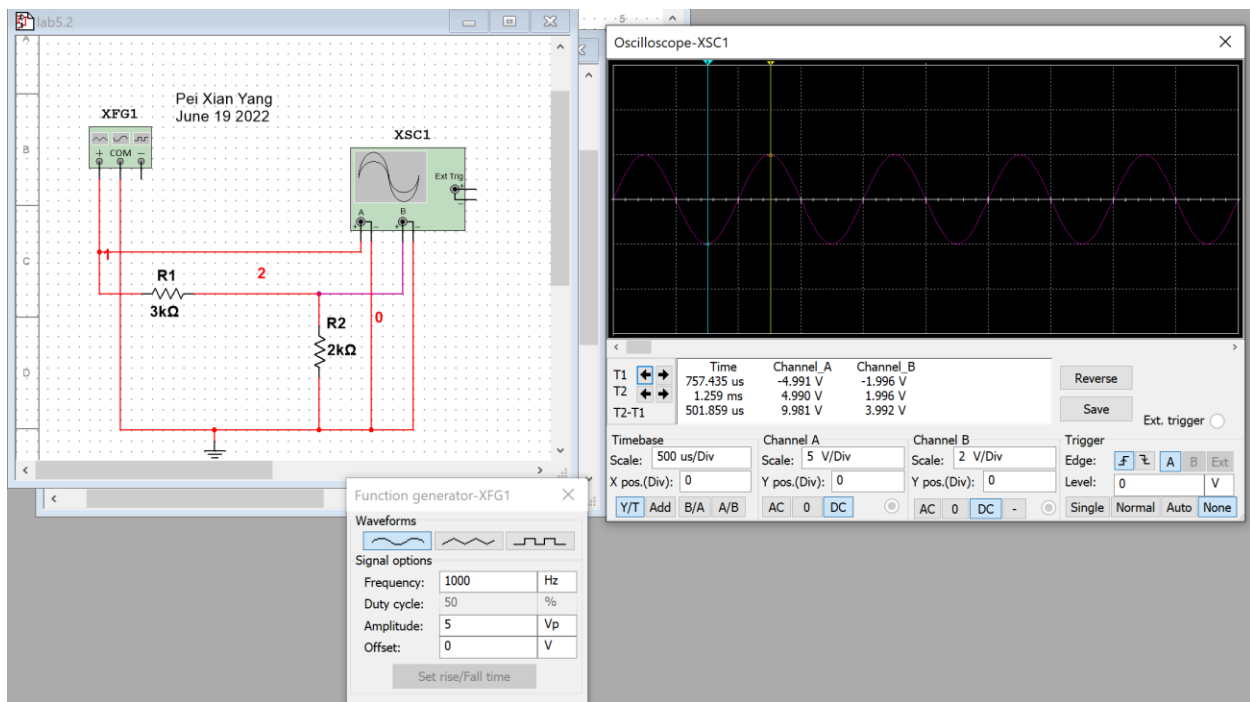 lab5.2
5
A
B
C
D
Pei Xian Yang
June 19 2022
XFG1
+ COM −
XSC1
Ext Trig
+
−
A
B
+ − + −
1
R1
3kΩ
2
R2
2kΩ
0
Oscilloscope-XSC1
Time Channel_A Channel_B
T1 757.435 us -4.991 V -1.996 V
T2 1.259 ms 4.990 V 1.996 V
T2-T1 501.859 us 9.981 V 3.992 V
Reverse
Save
Ext. trigger
Timebase
Scale: 500 us/Div
X pos.(Div): 0
Y/T Add B/A A/B
Channel A
Scale: 5 V/Div
Y pos.(Div): 0
AC 0 DC
Channel B
Scale: 2 V/Div
Y pos.(Div): 0
AC 0 DC -
Trigger
Edge: A B Ext
Level: 0 V
Single Normal Auto None
Function generator-XFG1
Waveforms
Signal options
Frequency: 1000 Hz
Duty cycle: 50 %
Amplitude: 5 Vp
Offset: 0 V
Set rise/Fall time